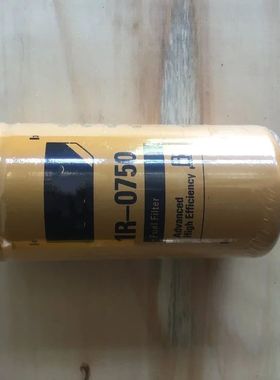 1R-0750
Fuel Filter
Advanced
High Efficiency